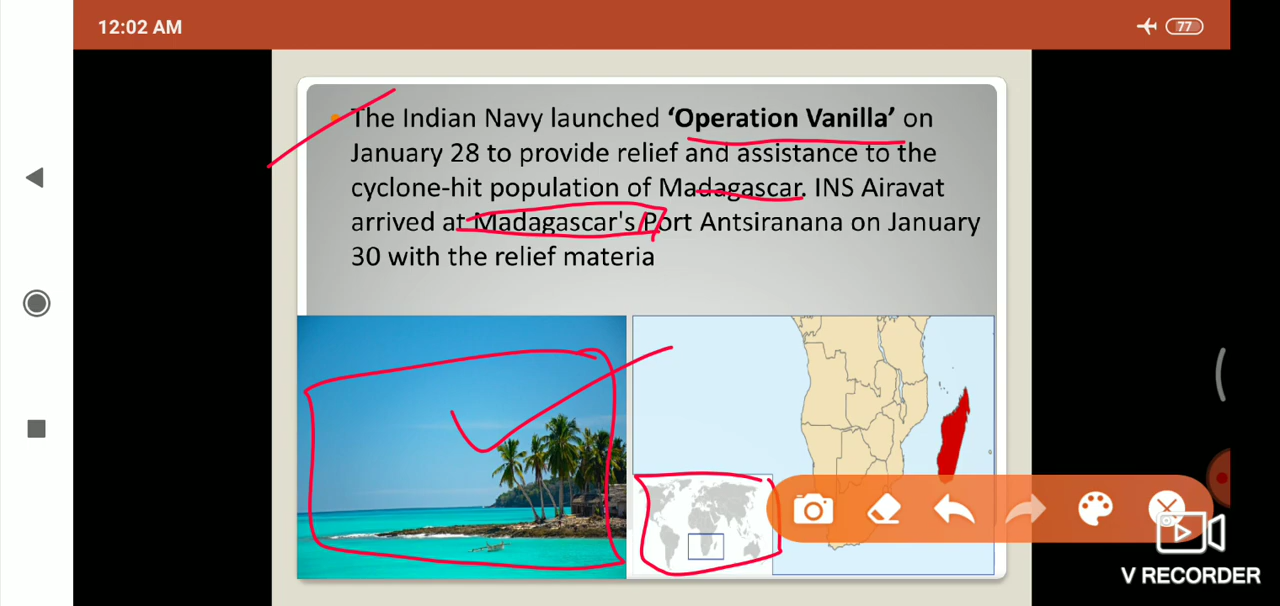 12:02 AM
77
The Indian Navy launched ‘Operation Vanilla’ on
January 28 to provide relief and assistance to the
cyclone-hit population of Madagascar. INS Airavat
arrived at Madagascar's Port Antsiranana on January
30 with the relief materia
V RECORDER